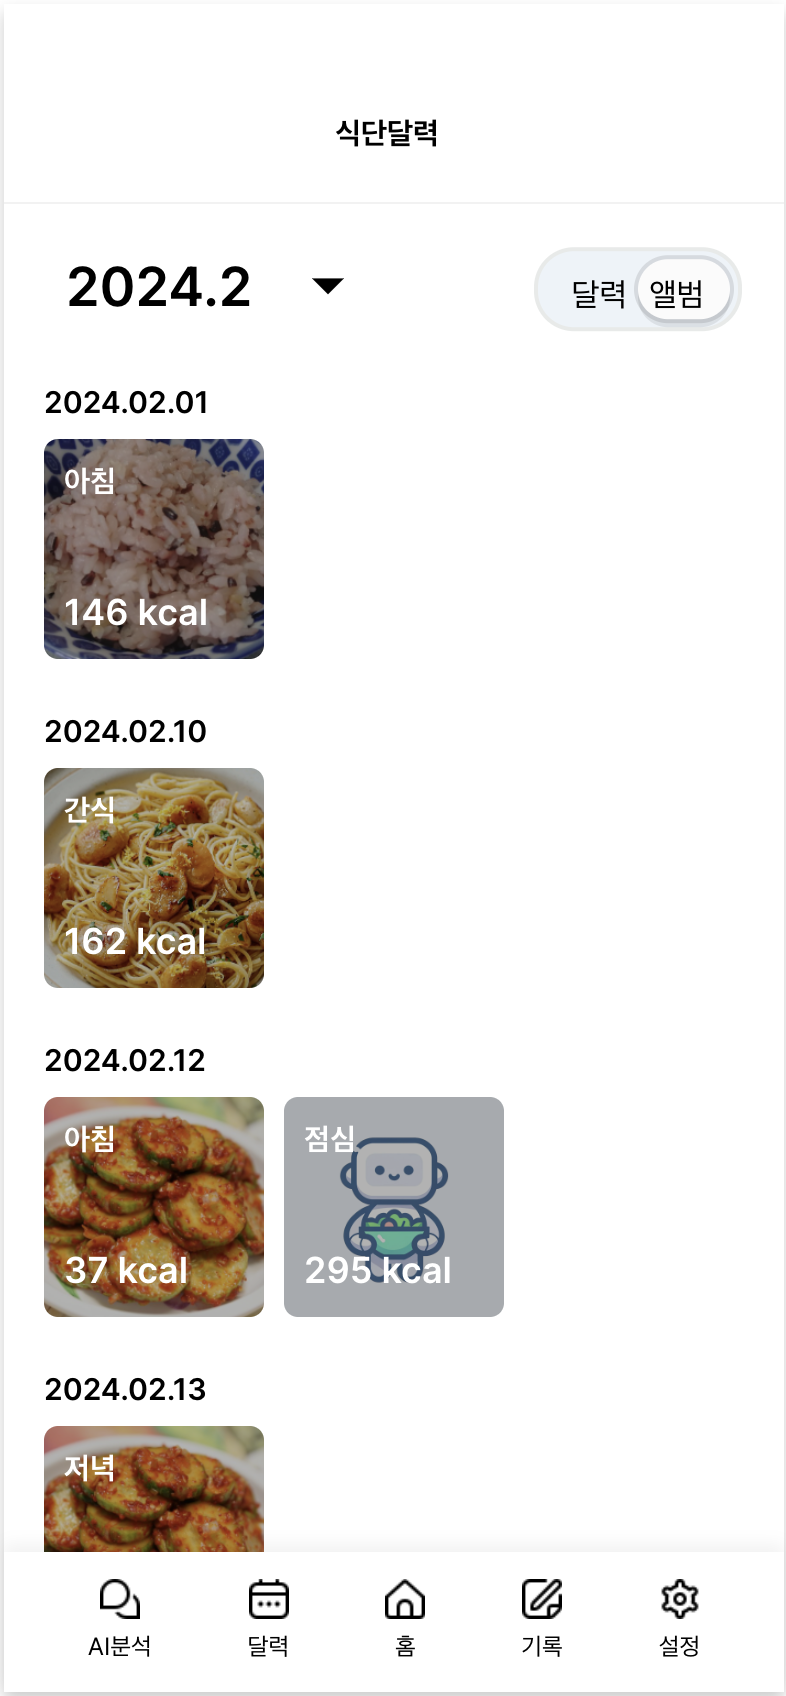 식단달력
2024.2
달력 앨범
2024.02.01
아침
146 kcal
2024.02.10
간식
162 kcal
2024.02.12
아침 점심
37 kcal 295 kcal
2024.02.13
저녁
AI분석 달력 홈 기록 설정